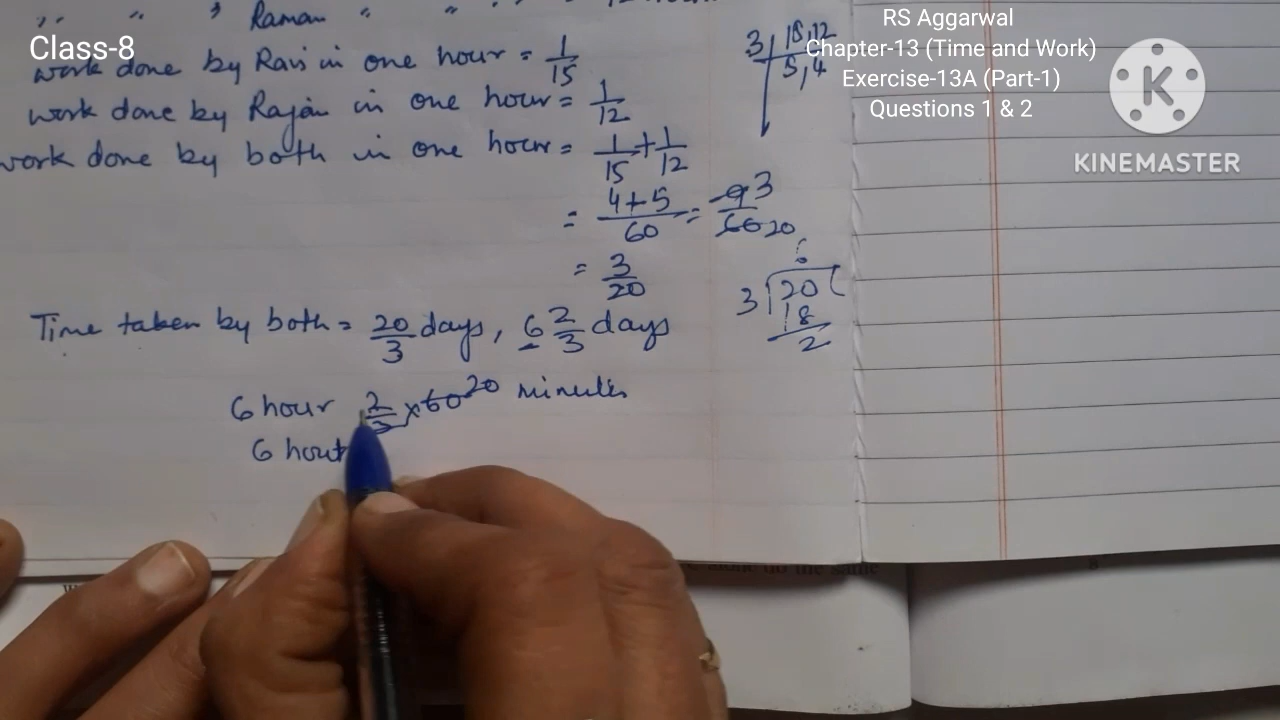 ,, " , Raman " "
Class-8
work done by Ravi in one hour = 1/15
work done by Rajan in one hour = 1/12
work done by both in one hour = 1/15 + 1/12
= 4+5/60 = 9/60 3 20
= 3/20
Time taken by both = 20/3 days, 6 2/3 days
6 hour 2/3 × 60 20 minutes
6 hour
3 | 15, 12
5, 4
6
3 ) 20 (
18
2
RS Aggarwal
Chapter-13 (Time and Work)
Exercise-13A (Part-1)
Questions 1 & 2
K
KINEMASTER
do the same
8